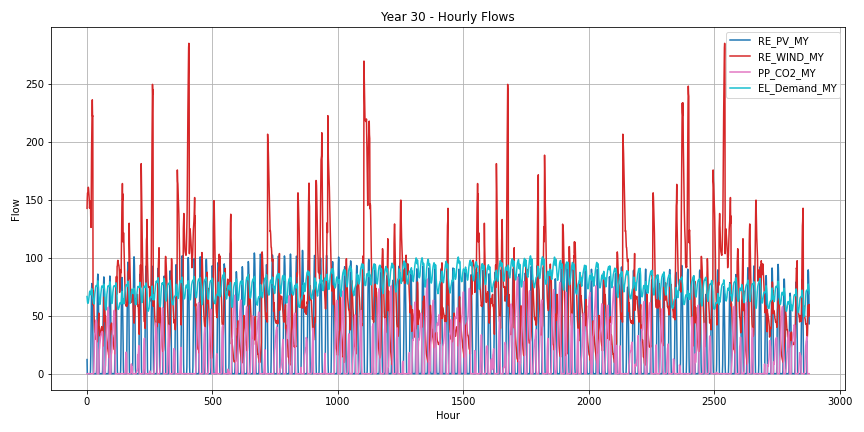 Year 30 - Hourly Flows
RE_PV_MY
RE_WIND_MY
PP_CO2_MY
EL_Demand_MY
Flow
250
200
150
100
50
0
0
500
1000
1500
2000
2500
3000
Hour